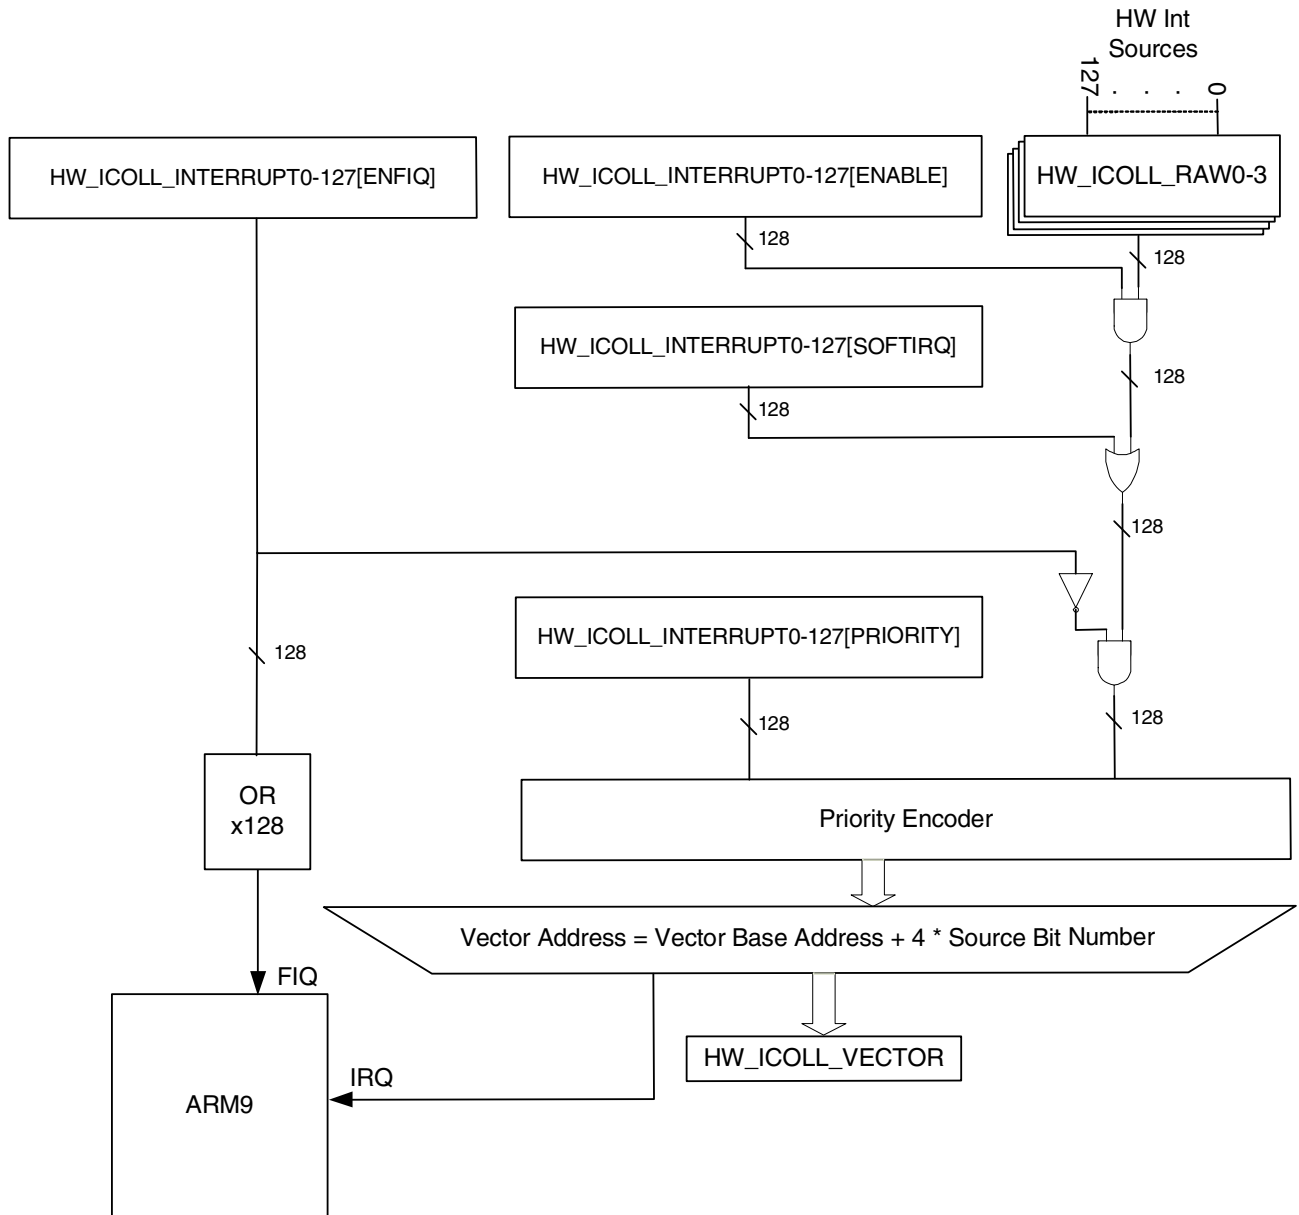 HW Int
Sources
127 . . . 0
HW_ICOLL_INTERRUPT0-127[ENFIQ]
HW_ICOLL_INTERRUPT0-127[ENABLE]
HW_ICOLL_RAW0-3
128
128
HW_ICOLL_INTERRUPT0-127[SOFTIRQ]
128
128
128
HW_ICOLL_INTERRUPT0-127[PRIORITY]
128
128
128
OR
x128
Priority Encoder
Vector Address = Vector Base Address + 4 * Source Bit Number
FIQ
HW_ICOLL_VECTOR
IRQ
ARM9